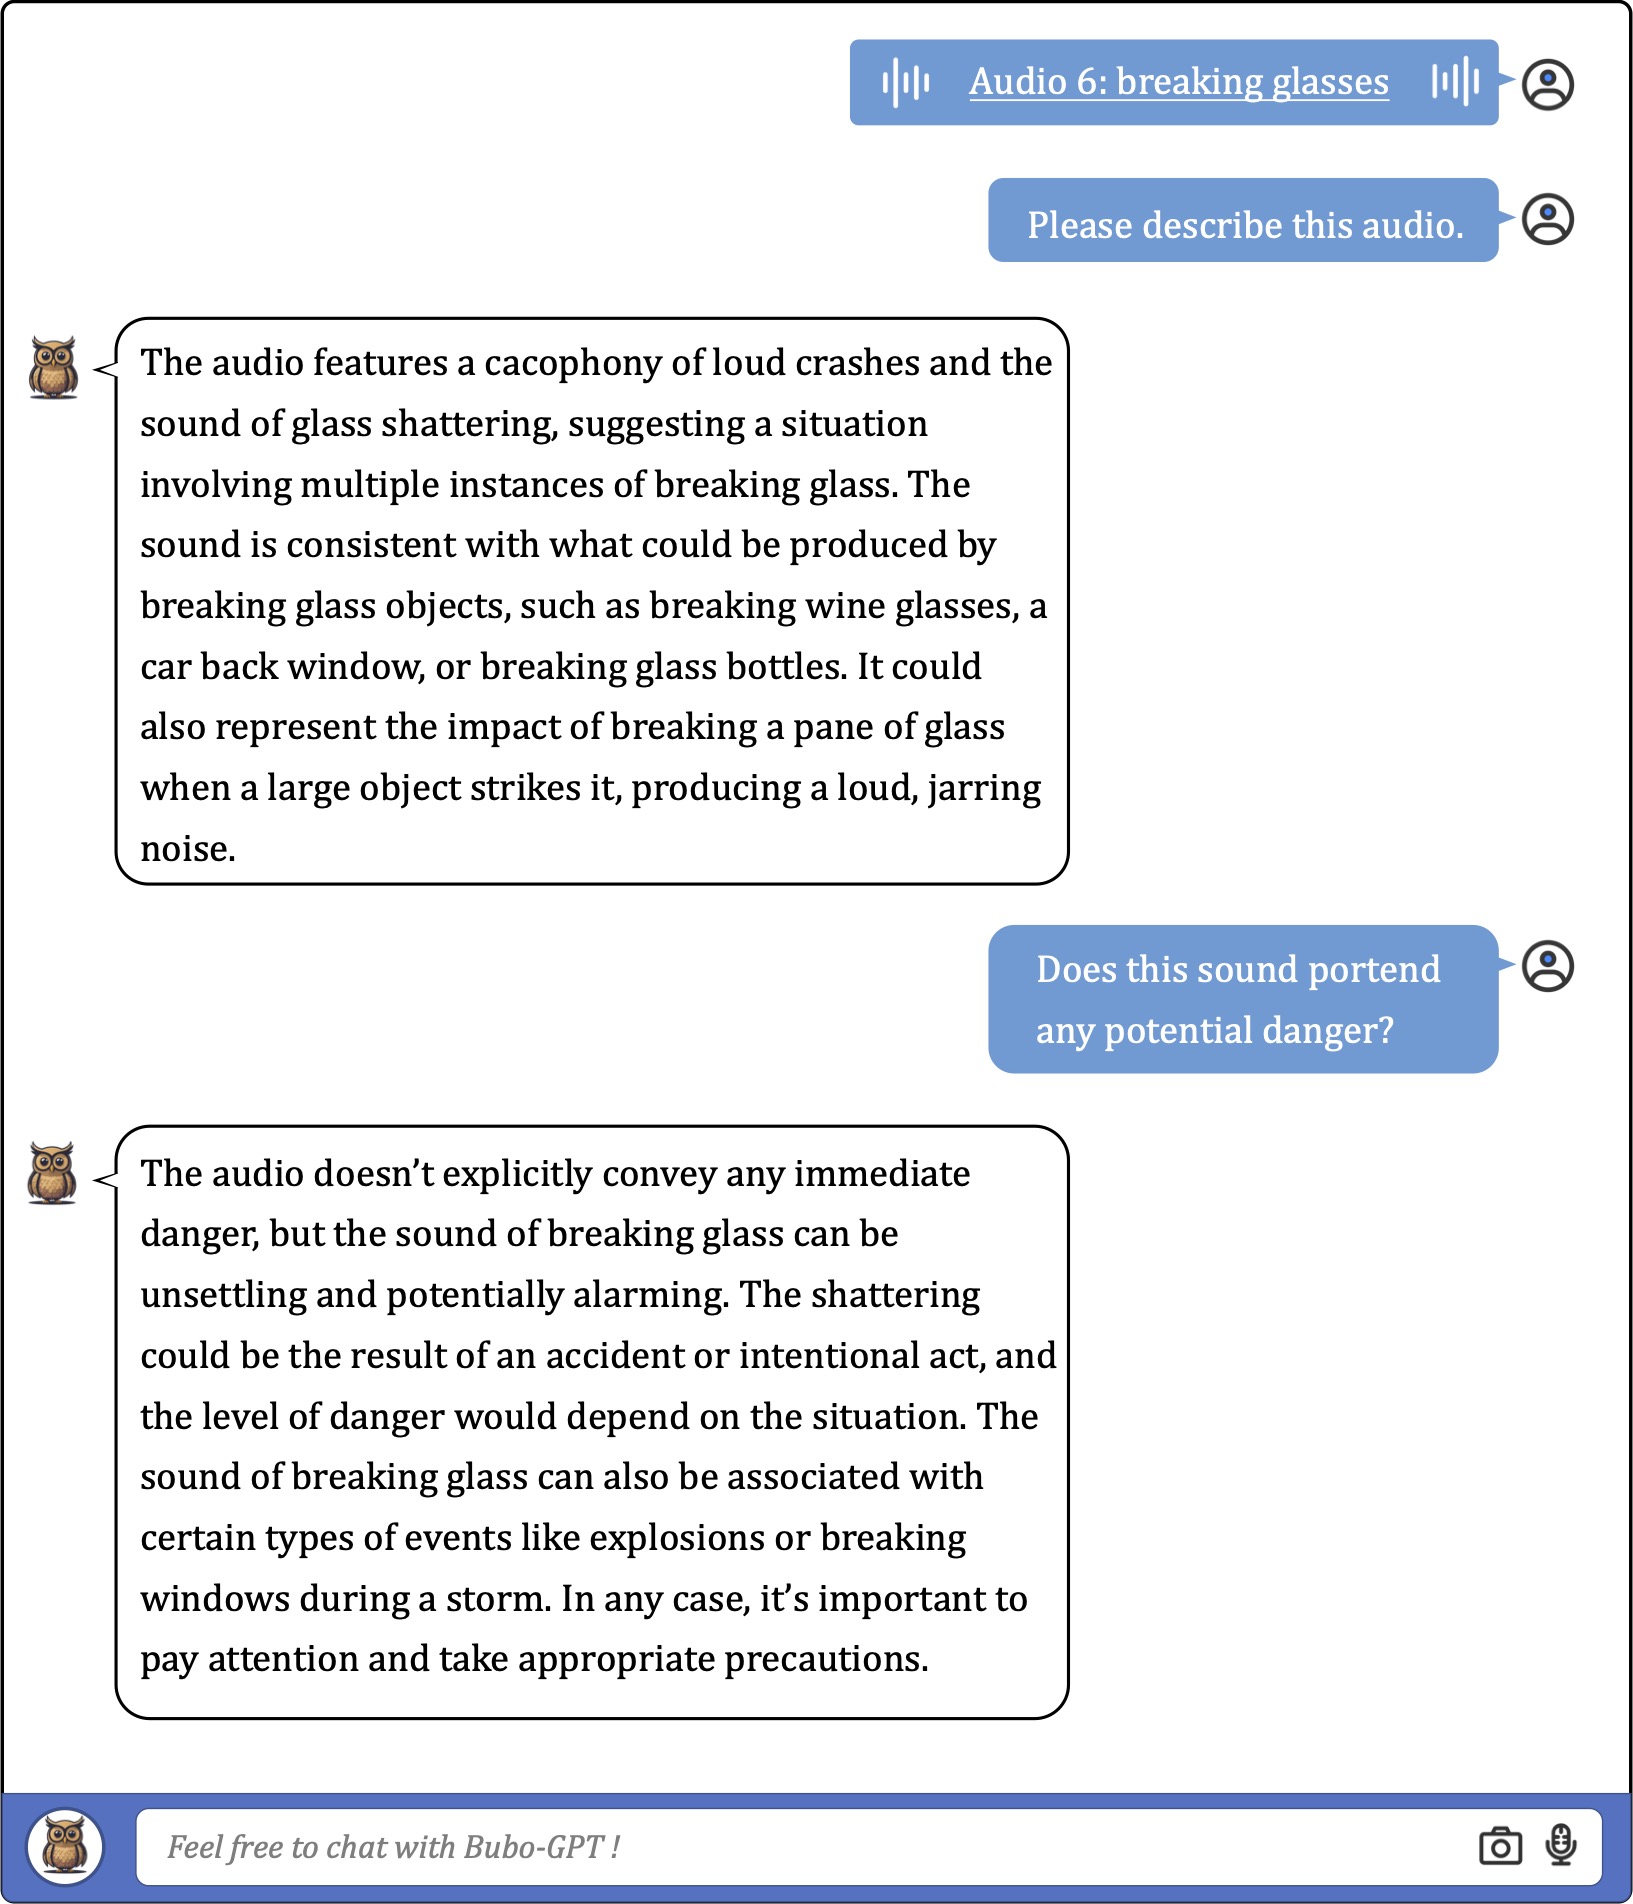 Audio 6: breaking glasses
Please describe this audio.
The audio features a cacophony of loud crashes and the
sound of glass shattering, suggesting a situation
involving multiple instances of breaking glass. The
sound is consistent with what could be produced by
breaking glass objects, such as breaking wine glasses, a
car back window, or breaking glass bottles. It could
also represent the impact of breaking a pane of glass
when a large object strikes it, producing a loud, jarring
noise.
Does this sound portend
any potential danger?
The audio doesn’t explicitly convey any immediate
danger, but the sound of breaking glass can be
unsettling and potentially alarming. The shattering
could be the result of an accident or intentional act, and
the level of danger would depend on the situation. The
sound of breaking glass can also be associated with
certain types of events like explosions or breaking
windows during a storm. In any case, it’s important to
pay attention and take appropriate precautions.
Feel free to chat with Bubo-GPT !